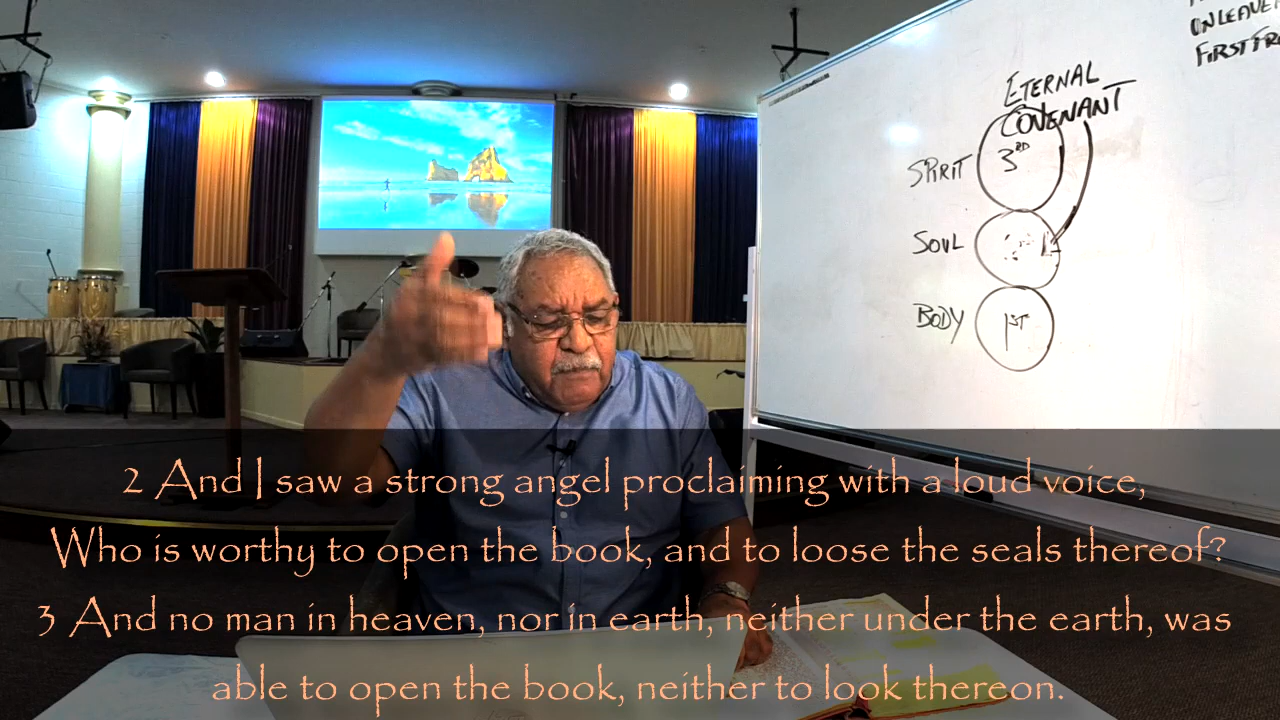 ETERNAL
COVENANT
SPIRIT 3RD
SOUL
BODY 1ST
2 And I saw a strong angel proclaiming with a loud voice,
Who is worthy to open the book, and to loose the seals thereof?
3 And no man in heaven, nor in earth, neither under the earth, was
able to open the book, neither to look thereon.